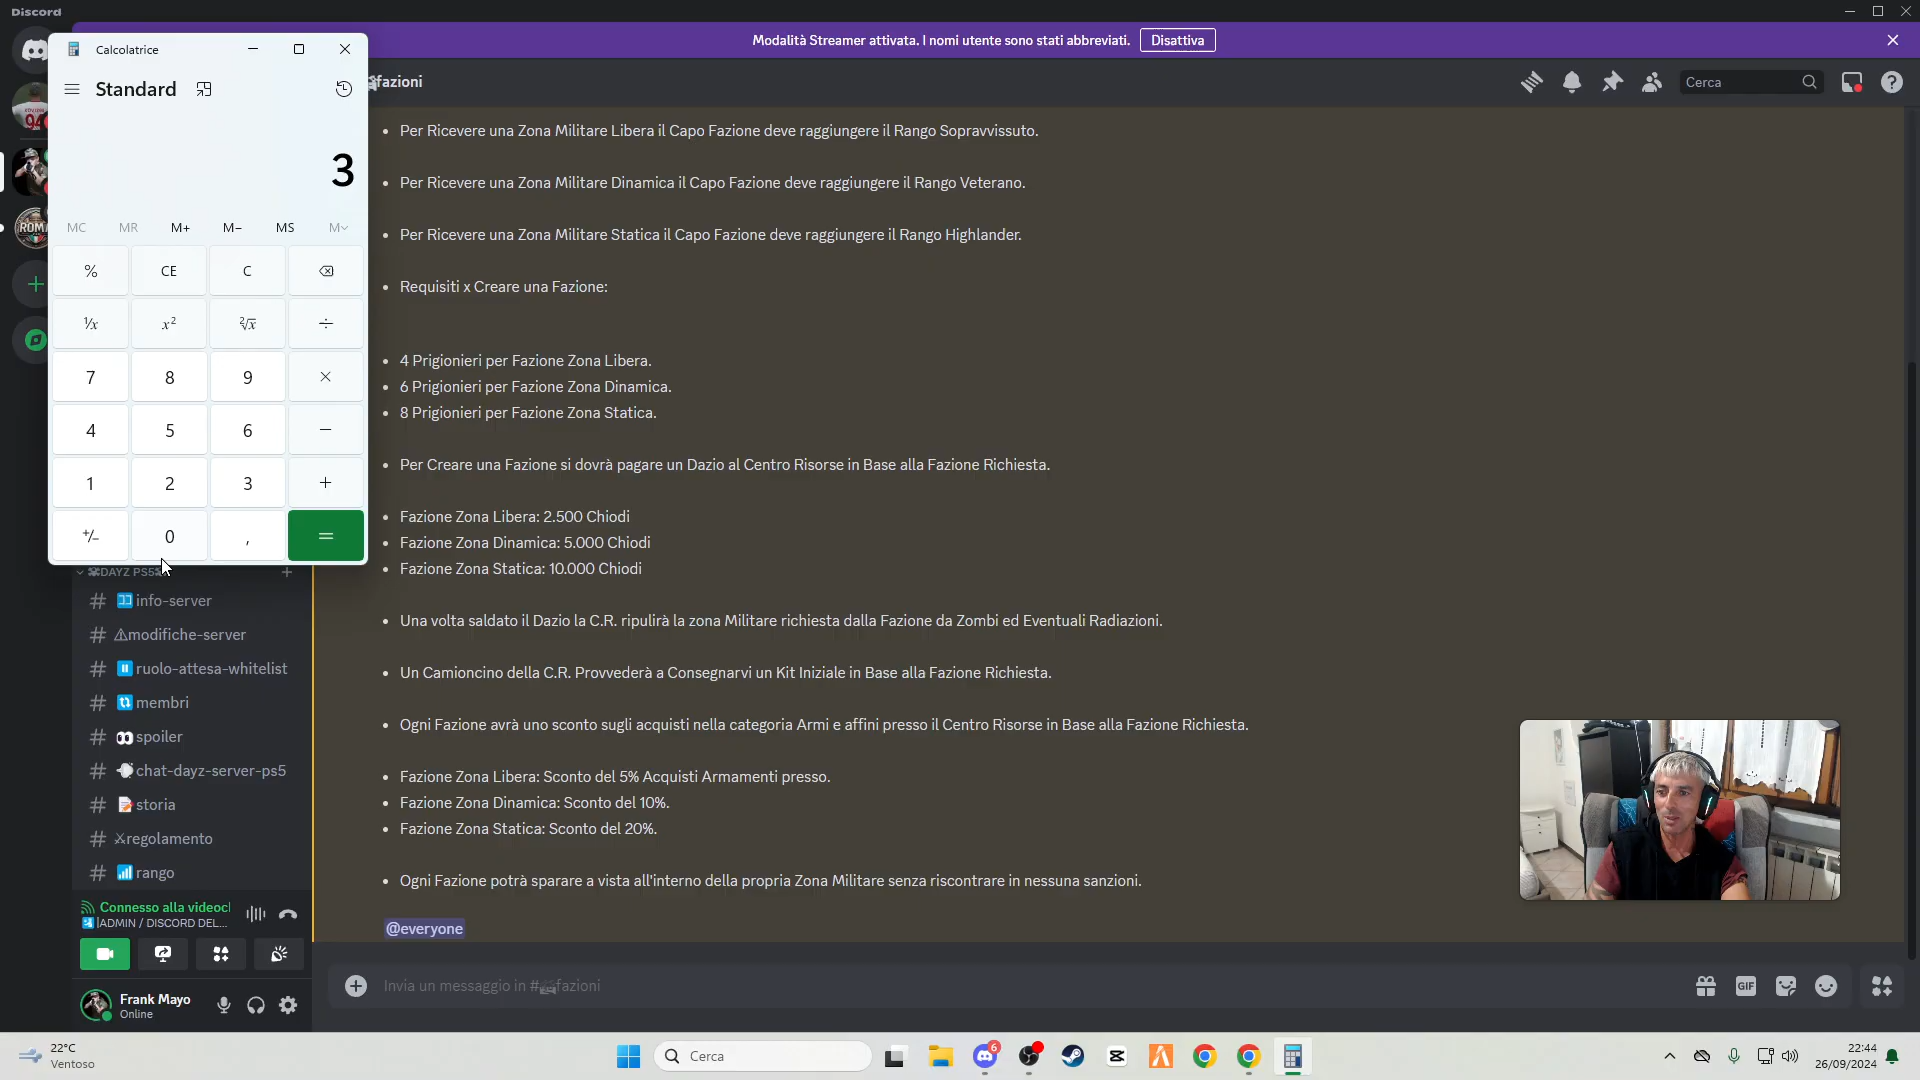 Discord
Modalità Streamer attivata. I nomi utente sono stati abbreviati. Disattiva
Calcolatrice
Standard
3
MC MR M+ M− MS M
% CE C
¹/x x² ²√x ÷
7 8 9 ×
4 5 6 −
1 2 3 +
+/− 0 , =
fazioni
Cerca
Per Ricevere una Zona Militare Libera il Capo Fazione deve raggiungere il Rango Sopravvissuto.
Per Ricevere una Zona Militare Dinamica il Capo Fazione deve raggiungere il Rango Veterano.
Per Ricevere una Zona Militare Statica il Capo Fazione deve raggiungere il Rango Highlander.
Requisiti x Creare una Fazione:
4 Prigionieri per Fazione Zona Libera.
6 Prigionieri per Fazione Zona Dinamica.
8 Prigionieri per Fazione Zona Statica.
Per Creare una Fazione si dovrà pagare un Dazio al Centro Risorse in Base alla Fazione Richiesta.
Fazione Zona Libera: 2.500 Chiodi
Fazione Zona Dinamica: 5.000 Chiodi
Fazione Zona Statica: 10.000 Chiodi
Una volta saldato il Dazio la C.R. ripulirà la zona Militare richiesta dalla Fazione da Zombi ed Eventuali Radiazioni.
Un Camioncino della C.R. Provvederà a Consegnarvi un Kit Iniziale in Base alla Fazione Richiesta.
Ogni Fazione avrà uno sconto sugli acquisti nella categoria Armi e affini presso il Centro Risorse in Base alla Fazione Richiesta.
Fazione Zona Libera: Sconto del 5% Acquisti Armamenti presso.
Fazione Zona Dinamica: Sconto del 10%.
Fazione Zona Statica: Sconto del 20%.
Ogni Fazione potrà sparare a vista all'interno della propria Zona Militare senza riscontrare in nessuna sanzioni.
@everyone
Invia un messaggio in # fazioni
GIF
ROM
DAYZ PS5
# info-server
# modifiche-server
# ruolo-attesa-whitelist
# membri
# spoiler
# chat-dayz-server-ps5
# storia
# regolamento
# rango
Connesso alla videocl
|ADMIN / DISCORD DEL...
Frank Mayo
Online
22°C
Ventoso
Cerca
6
22:44
26/09/2024